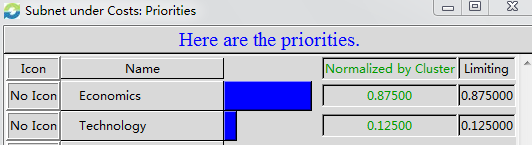 Subnet under Costs: Priorities
Here are the priorities.
Icon Name Normalized by Cluster Limiting
No Icon Economics 0.87500 0.875000
No Icon Technology 0.12500 0.125000